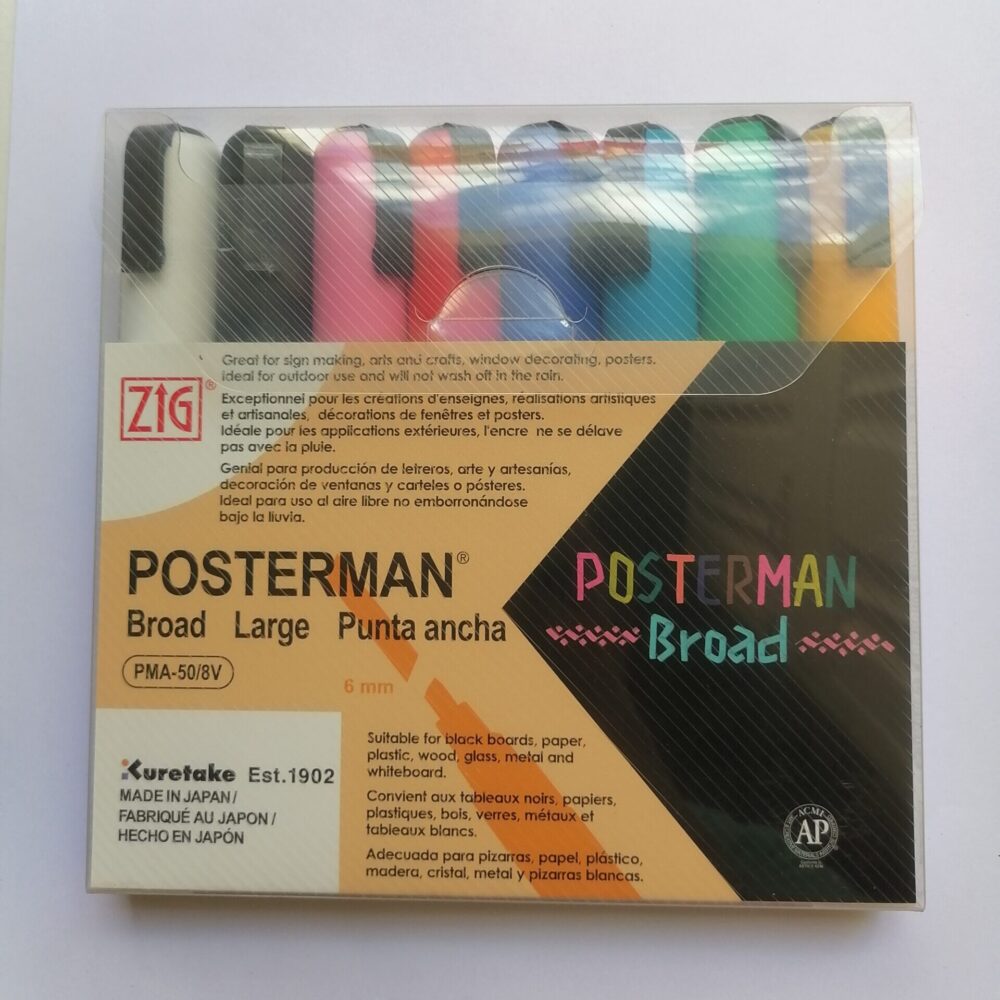 Great for sign making, arts and crafts, window decorating, posters.
Ideal for outdoor use and will not wash off in the rain.
ZIG®
Exceptionnel pour les créations d'enseignes, réalisations artistiques
et artisanales, décorations de fenêtres et posters.
Idéale pour les applications extérieures, l'encre ne se délave
pas avec la pluie.
Genial para producción de letreros, arte y artesanías,
decoración de ventanas y carteles o pósteres.
Ideal para uso al aire libre no emborronándose
bajo la lluvia.
POSTERMAN®
Broad Large Punta ancha
PMA-50/8V
6 mm
POSTERMAN
Broad
Suitable for black boards, paper,
plastic, wood, glass, metal and
whiteboard.
Convient aux tableaux noirs, papiers,
plastiques, bois, verres, métaux et
tableaux blancs.
Adecuada para pizarras, papel, plástico,
madera, cristal, metal y pizarras blancas.
Kuretake Est.1902
MADE IN JAPAN /
FABRIQUÉ AU JAPON /
HECHO EN JAPÓN
ACMI
AP